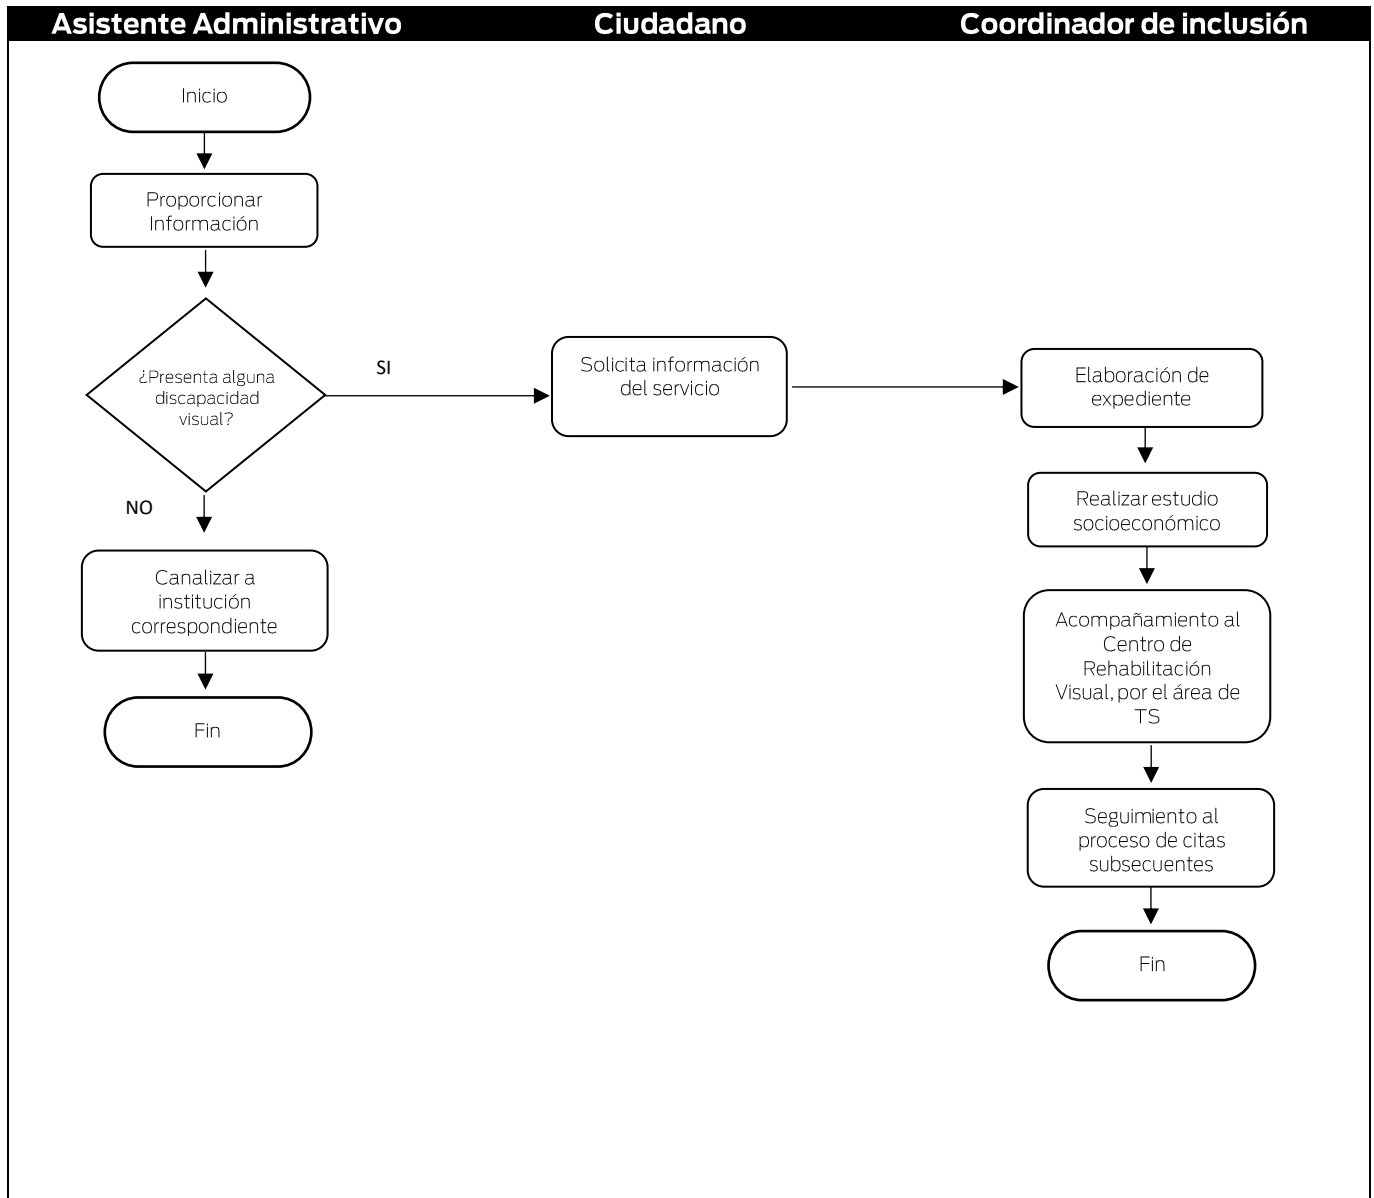 Asistente Administrativo
Ciudadano
Coordinador de inclusión
Inicio
Proporcionar
Información
¿Presenta alguna
discapacidad
visual?
SI
NO
Canalizar a
institución
correspondiente
Fin
Solicita información
del servicio
Elaboración de
expediente
Realizar estudio
socioeconómico
Acompañamiento al
Centro de
Rehabilitación
Visual, por el área de
TS
Seguimiento al
proceso de citas
subsecuentes
Fin